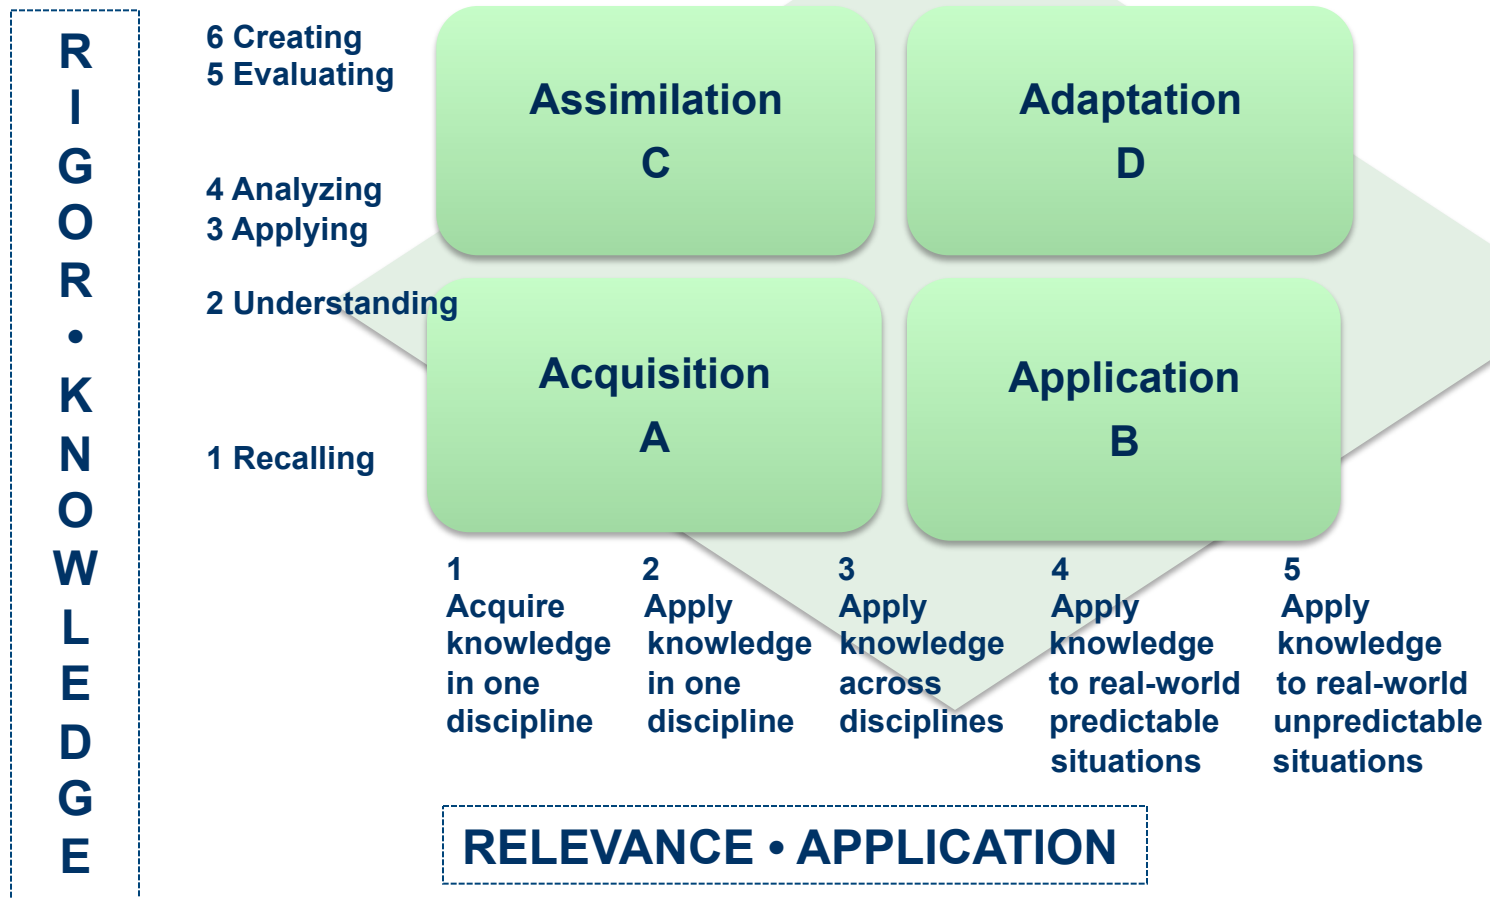 RIGOR • KNOWLEDGE
6 Creating
5 Evaluating
4 Analyzing
3 Applying
2 Understanding
1 Recalling
Assimilation
C
Adaptation
D
Acquisition
A
Application
B
1
Acquire
knowledge
in one
discipline
2
Apply
knowledge
in one
discipline
3
Apply
knowledge
across
disciplines
4
Apply
knowledge
to real-world
predictable
situations
5
Apply
knowledge
to real-world
unpredictable
situations
RELEVANCE • APPLICATION